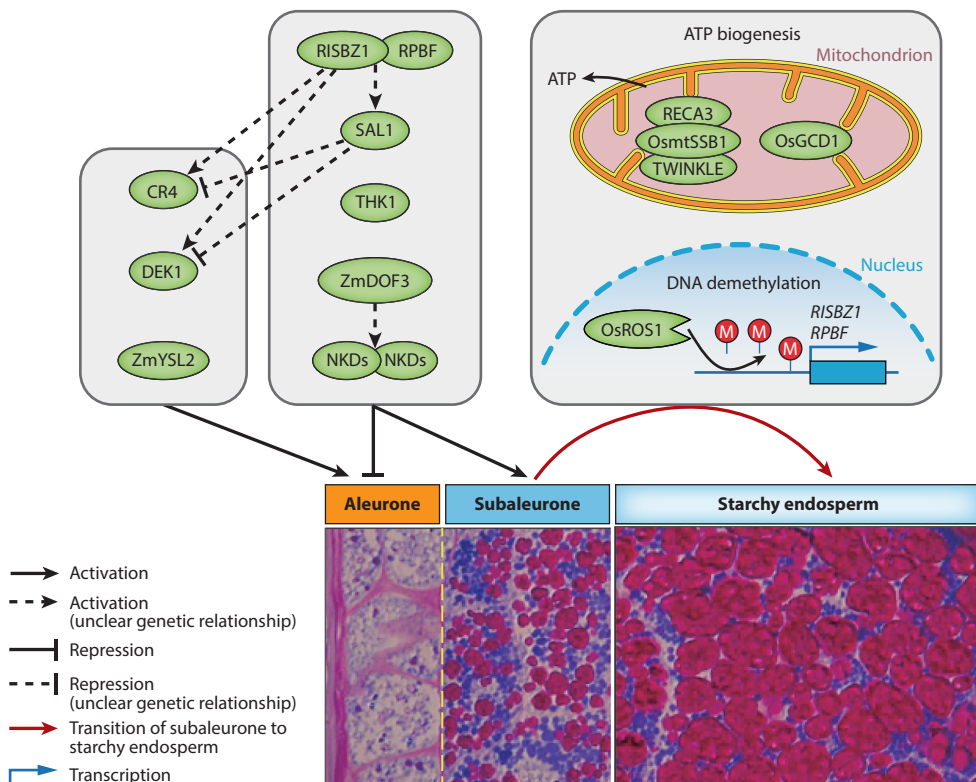 RISBZ1
RPBF
SAL1
THK1
ZmDOF3
NKDs
NKDs
CR4
DEK1
ZmYSL2
ATP biogenesis
Mitochondrion
ATP
RECA3
OsmtSSB1
TWINKLE
OsGCD1
Nucleus
DNA demethylation
OsROS1
M
M
M
RISBZ1
RPBF
Aleurone
Subaleurone
Starchy endosperm
Activation
Activation
(unclear genetic relationship)
Repression
Repression
(unclear genetic relationship)
Transition of subaleurone to
starchy endosperm
Transcription